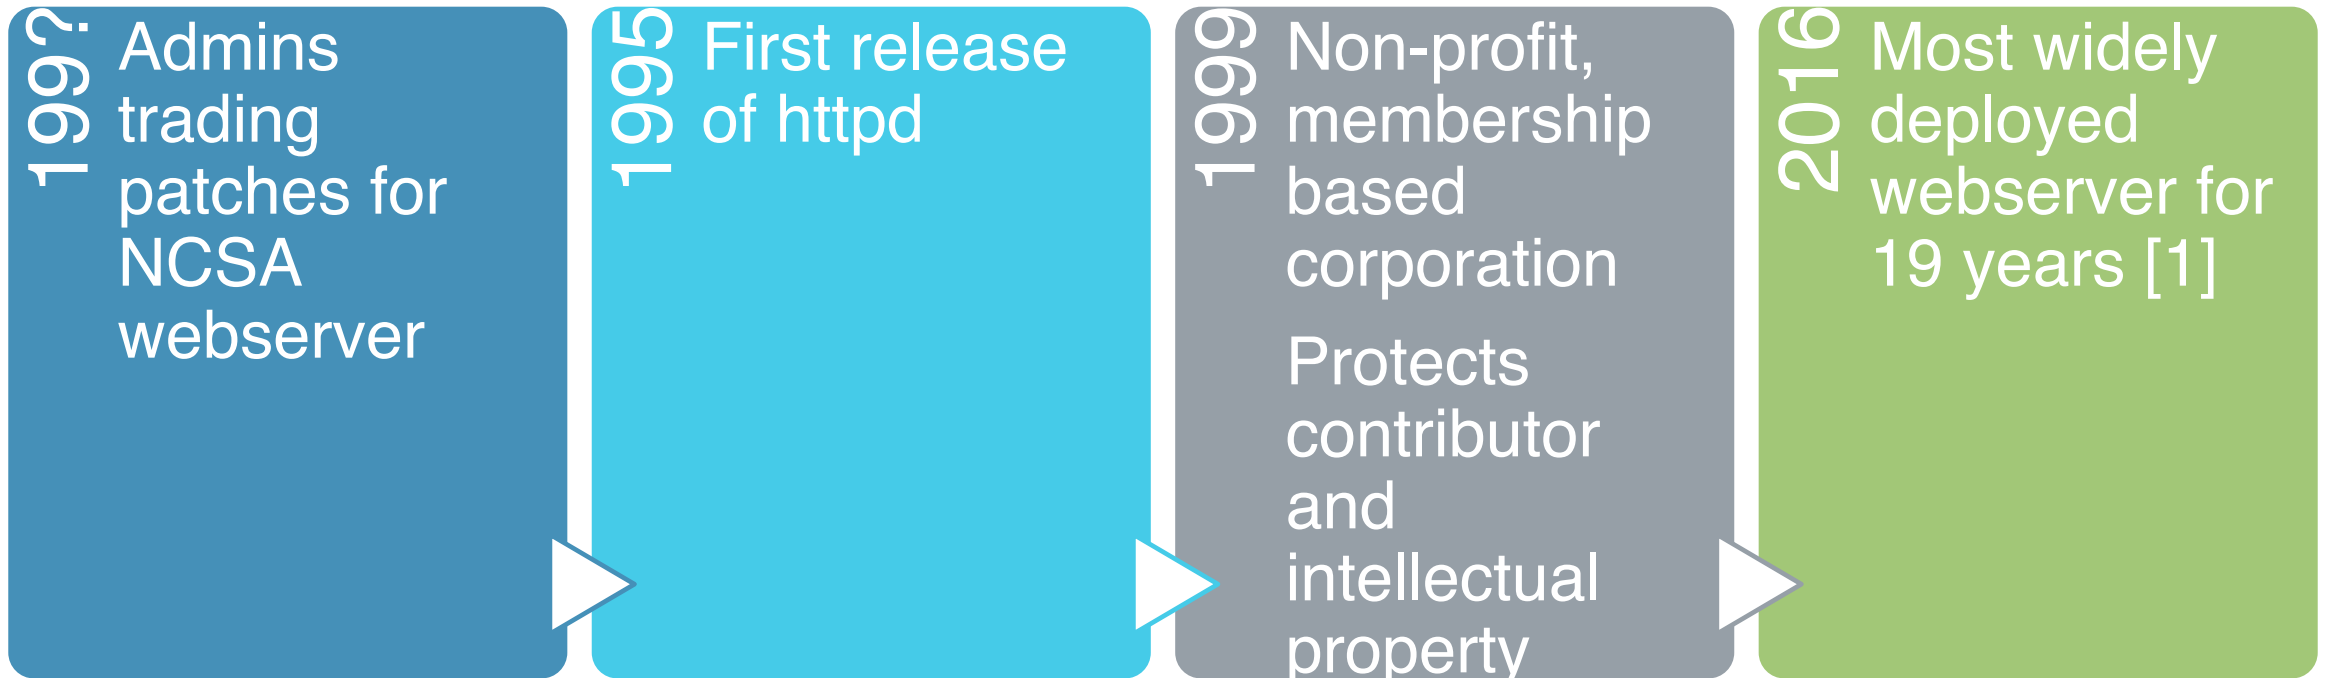 199?
Admins
trading
patches for
NCSA
webserver
1995
First release
of httpd
1999
Non-profit,
membership
based
corporation
Protects
contributor
and
intellectual
property
2016
Most widely
deployed
webserver for
19 years [1]